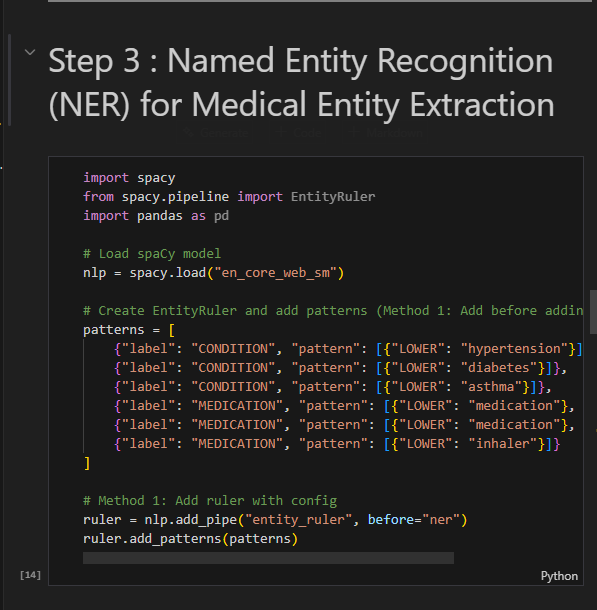 Step 3 : Named Entity Recognition
(NER) for Medical Entity Extraction
import spacy
from spacy.pipeline import EntityRuler
import pandas as pd
# Load spaCy model
nlp = spacy.load("en_core_web_sm")
# Create EntityRuler and add patterns (Method 1: Add before addin
patterns = [
{"label": "CONDITION", "pattern": [{"LOWER": "hypertension"}]
{"label": "CONDITION", "pattern": [{"LOWER": "diabetes"}]},
{"label": "CONDITION", "pattern": [{"LOWER": "asthma"}]},
{"label": "MEDICATION", "pattern": [{"LOWER": "medication"},
{"label": "MEDICATION", "pattern": [{"LOWER": "medication"},
{"label": "MEDICATION", "pattern": [{"LOWER": "inhaler"}]}
]
# Method 1: Add ruler with config
ruler = nlp.add_pipe("entity_ruler", before="ner")
ruler.add_patterns(patterns)
[14]
Python